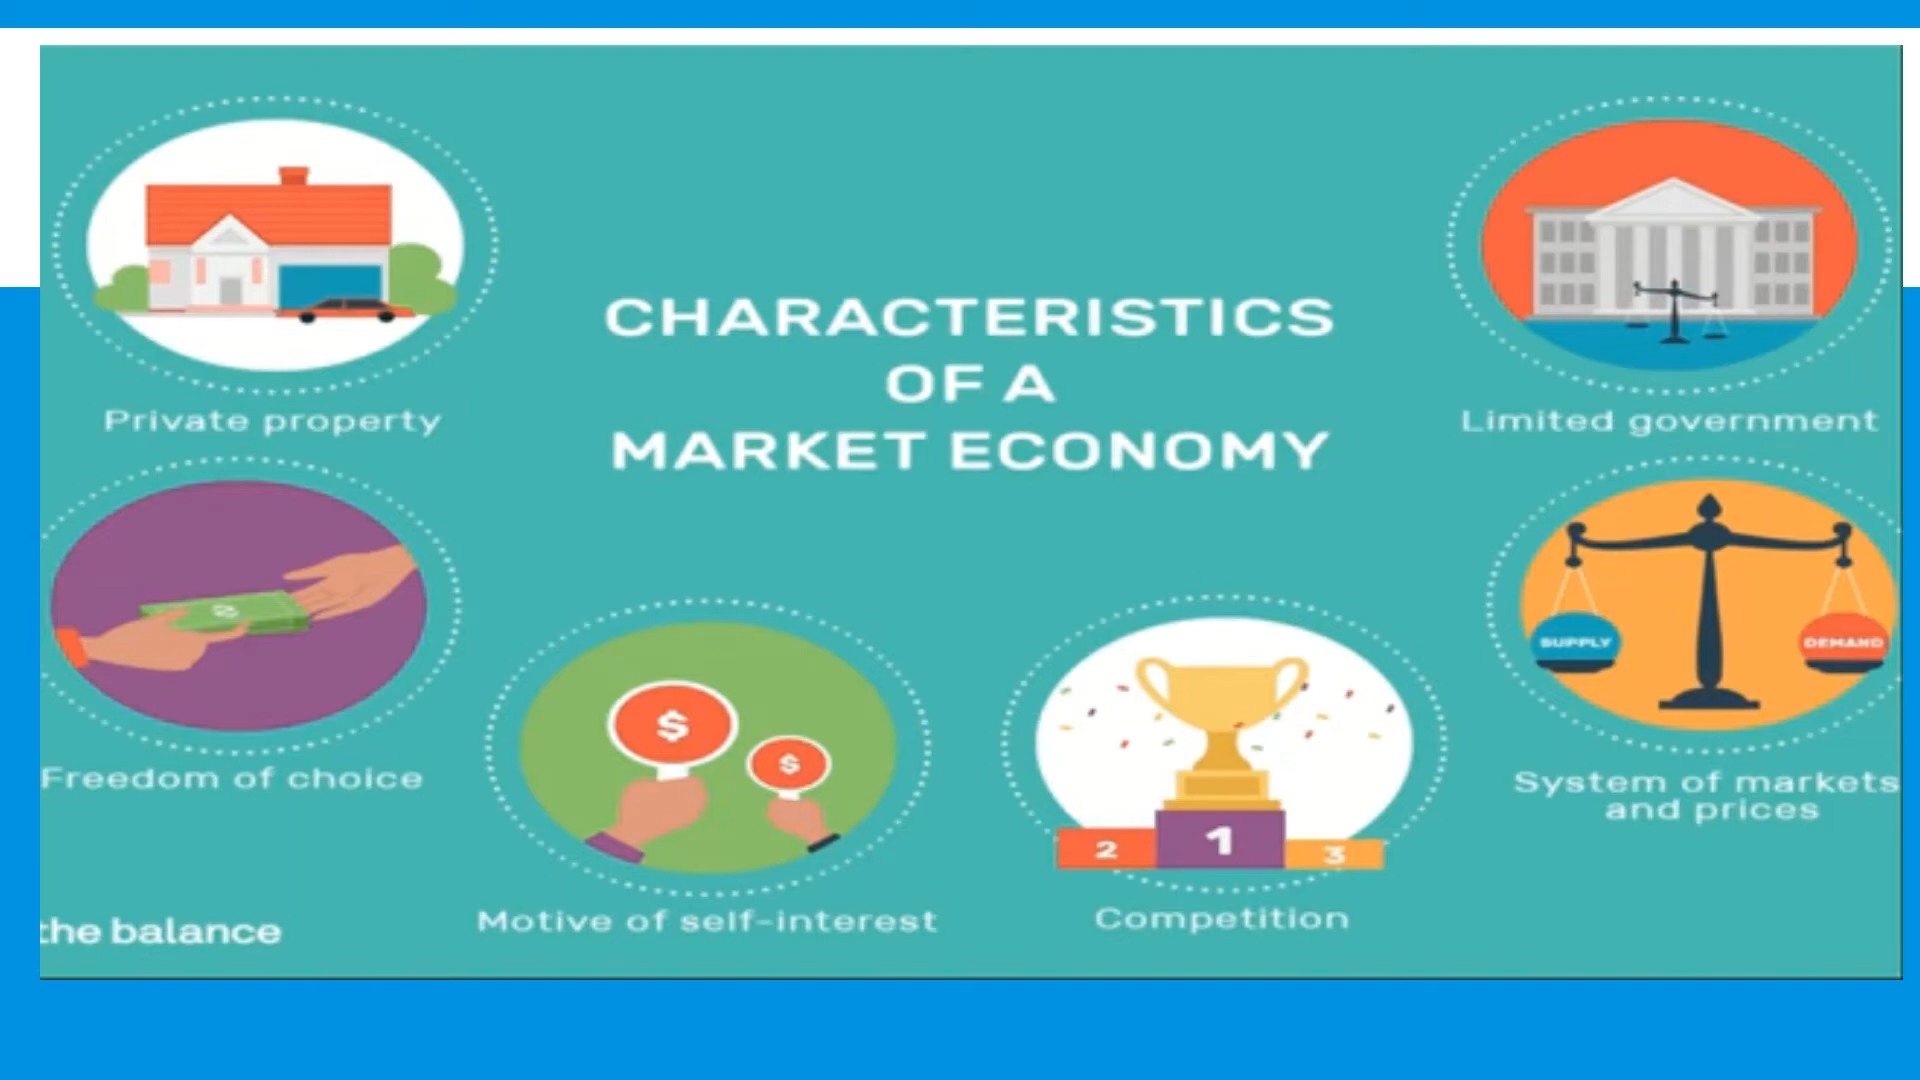 CHARACTERISTICS
OF A
MARKET ECONOMY
Private property
Limited government
Freedom of choice
SUPPLY
DEMAND
System of markets
and prices
$
$
Motive of self-interest
2
1
3
Competition
the balance